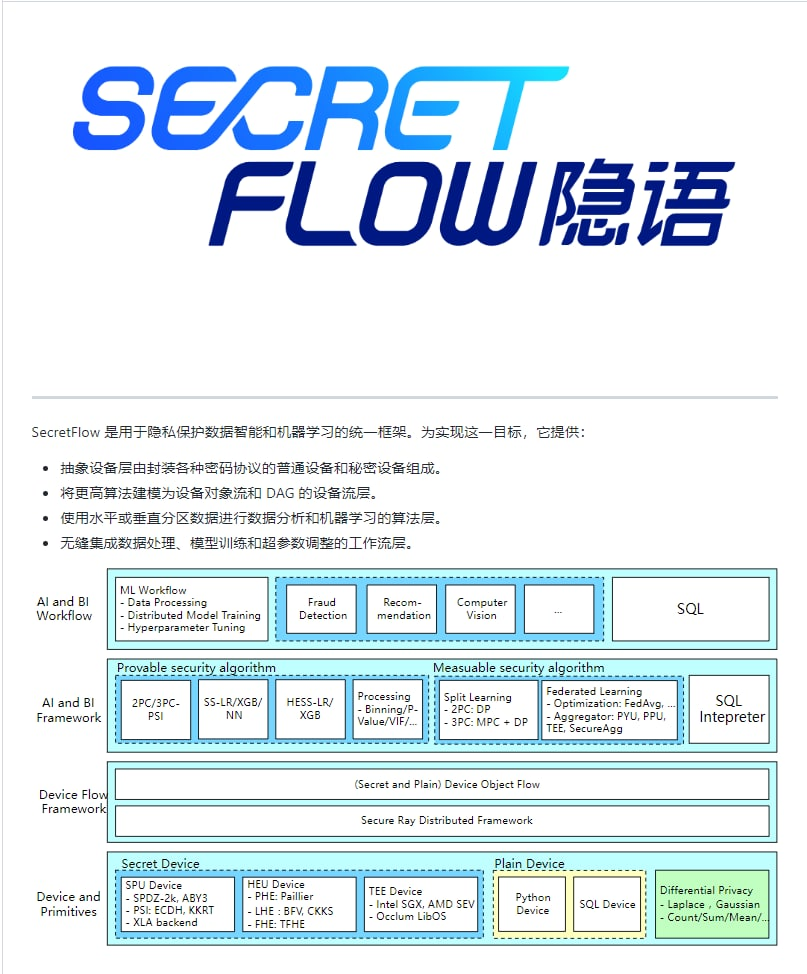 SECRET
FLOW隐语
SecretFlow 是用于隐私保护数据智能和机器学习的统一框架。为实现这一目标，它提供：
• 抽象设备层由封装各种密码协议的普通设备和秘密设备组成。
• 将更高算法建模为设备对象流和 DAG 的设备流层。
• 使用水平或垂直分区数据进行数据分析和机器学习的算法层。
• 无缝集成数据处理、模型训练和超参数调整的工作流层。
AI and BI
Workflow
ML Workflow
- Data Processing
- Distributed Model Training
- Hyperparameter Tuning
Fraud
Detection
Recom-
mendation
Computer
Vision
...
SQL
AI and BI
Framework
Provable security algorithm
2PC/3PC-
PSI
SS-LR/XGB/
NN
HESS-LR/
XGB
Processing
- Binning/P-
Value/VIF/...
Measuable security algorithm
Split Learning
- 2PC: DP
- 3PC: MPC + DP
Federated Learning
- Optimization: FedAvg, ...
- Aggregator: PYU, PPU,
TEE, SecureAgg
SQL
Intepreter
Device Flow
Framework
(Secret and Plain) Device Object Flow
Secure Ray Distributed Framework
Device and
Primitives
Secret Device
SPU Device
- SPDZ-2k, ABY3
- PSI: ECDH, KKRT
- XLA backend
HEU Device
- PHE: Paillier
- LHE : BFV, CKKS
- FHE: TFHE
TEE Device
- Intel SGX, AMD SEV
- Occlum LibOS
Plain Device
Python
Device
SQL Device
Differential Privacy
- Laplace , Gaussian
- Count/Sum/Mean/...